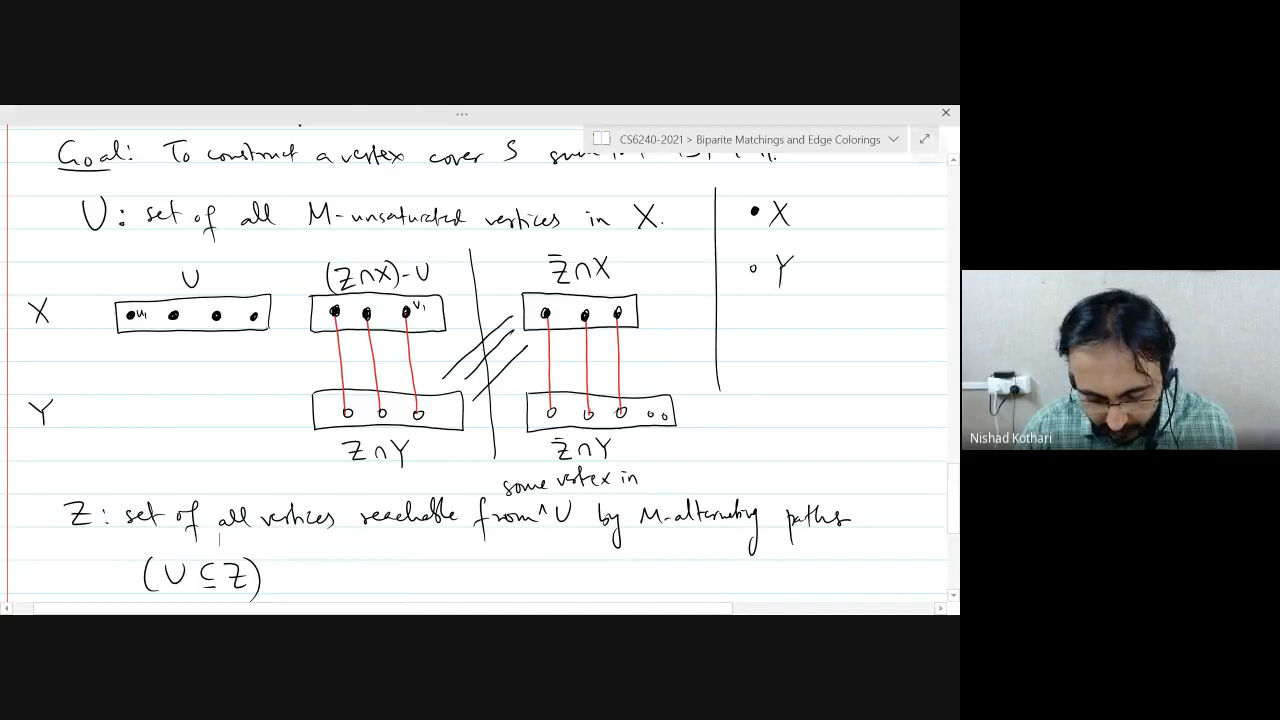 CS6240-2021 > Biparite Matchings and Edge Colorings
Goal: To construct a vertex cover S
U: set of all M-unsaturated vertices in X.
• X
○ Y
U (Z∩X)-U Z̄∩X
X u₁ v₁
Y
Z∩Y Z̄∩Y
some vertex in
Z: set of all vertices reachable from ^ U by M-alternating paths
(U ⊆ Z)
Nishad Kothari